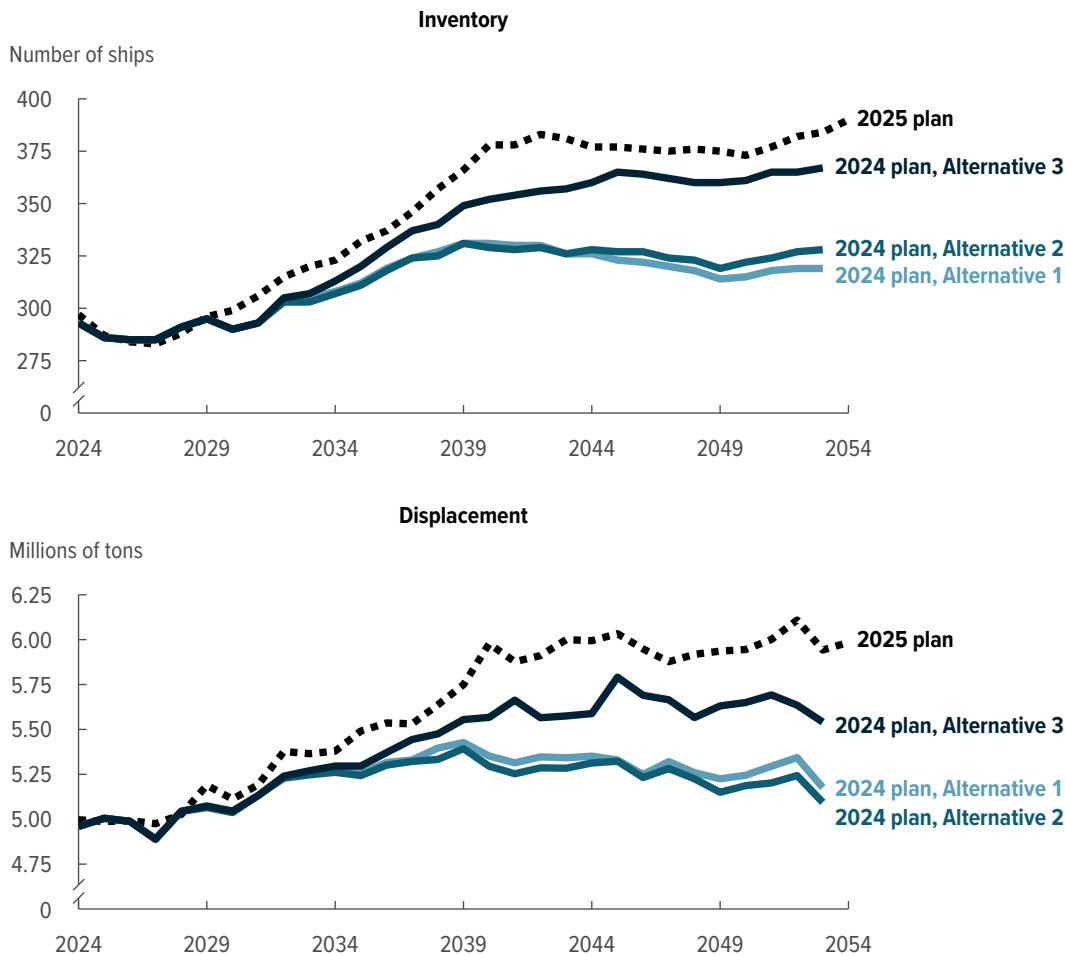 Inventory
Number of ships
400
2025 plan
375
2024 plan, Alternative 3
350
325
2024 plan, Alternative 2
2024 plan, Alternative 1
300
275
0
2024 2029 2034 2039 2044 2049 2054
Displacement
Millions of tons
6.25
6.00
2025 plan
5.75
5.50
2024 plan, Alternative 3
5.25
2024 plan, Alternative 1
5.00
2024 plan, Alternative 2
4.75
0
2024 2029 2034 2039 2044 2049 2054